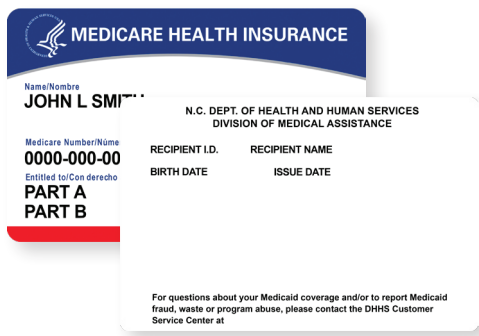 MEDICARE HEALTH INSURANCE
Name/Nombre
JOHN L SMITH
Medicare Number/Núme
0000-000-00
Entitled to/Con derecho
PART A
PART B
N.C. DEPT. OF HEALTH AND HUMAN SERVICES
DIVISION OF MEDICAL ASSISTANCE
RECIPIENT I.D. RECIPIENT NAME
BIRTH DATE ISSUE DATE
For questions about your Medicaid coverage and/or to report Medicaid
fraud, waste or program abuse, please contact the DHHS Customer
Service Center at